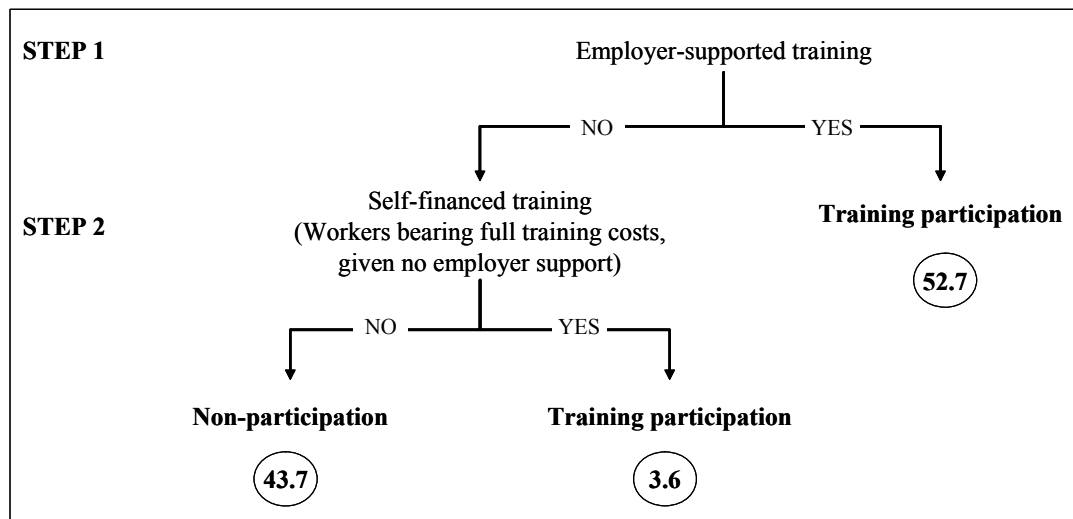 STEP 1
Employer-supported training
NO
YES
STEP 2
Self-financed training
(Workers bearing full training costs,
given no employer support)
Training participation
52.7
NO
YES
Non-participation
Training participation
43.7
3.6